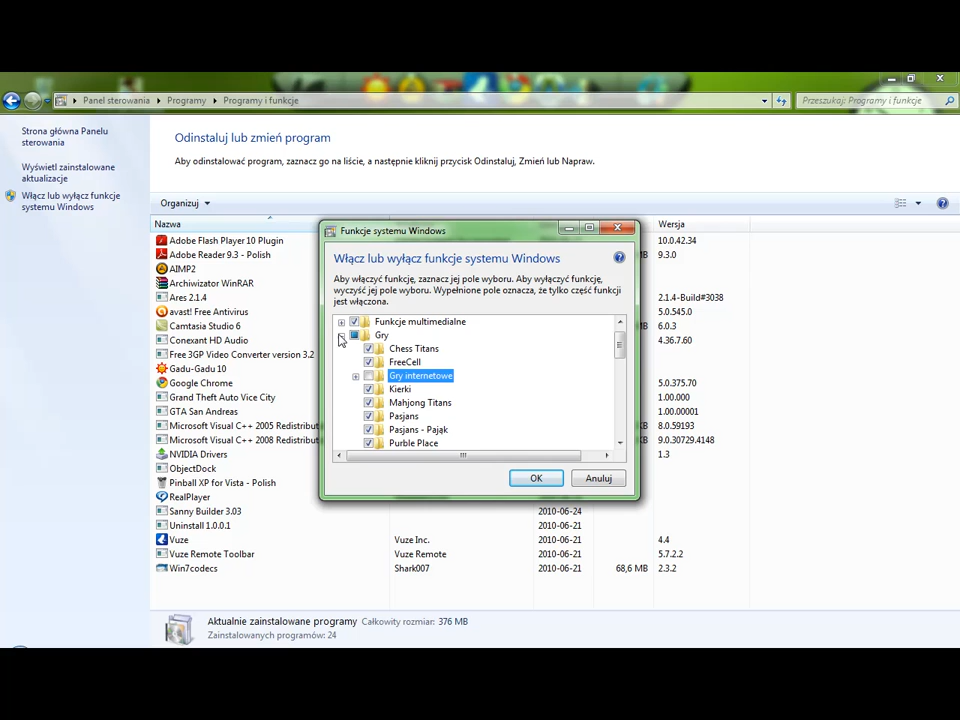 Panel sterowania Programy Programy i funkcje
Przeszukaj: Programy i funkcje
Strona główna Panelu
sterowania
Wyświetl zainstalowane
aktualizacje
Włącz lub wyłącz funkcje
systemu Windows
Odinstaluj lub zmień program
Aby odinstalować program, zaznacz go na liście, a następnie kliknij przycisk Odinstaluj, Zmień lub Napraw.
Organizuj
Nazwa Wersja
Adobe Flash Player 10 Plugin 10.0.42.34
Adobe Reader 9.3 - Polish MB 9.3.0
AIMP2
Archiwizator WinRAR
Ares 2.1.4 2.1.4-Build#3038
avast! Free Antivirus 5.0.545.0
Camtasia Studio 6 MB 6.0.3
Conexant HD Audio 4.36.7.60
Free 3GP Video Converter version 3.2
Gadu-Gadu 10
Google Chrome 5.0.375.70
Grand Theft Auto Vice City 1.00.000
GTA San Andreas 1.00.00001
Microsoft Visual C++ 2005 Redistribut KB 8.0.59193
Microsoft Visual C++ 2008 Redistribut KB 9.0.30729.4148
NVIDIA Drivers 1.3
ObjectDock
Pinball XP for Vista - Polish
RealPlayer
Sanny Builder 3.03 2010-06-24
Uninstall 1.0.0.1 2010-06-21
Vuze Vuze Inc. 2010-06-21 4.4
Vuze Remote Toolbar Vuze Remote 2010-06-21 5.7.2.2
Win7codecs Shark007 2010-06-21 68,6 MB 2.3.2
Funkcje systemu Windows
Włącz lub wyłącz funkcje systemu Windows
Aby włączyć funkcję, zaznacz jej pole wyboru. Aby wyłączyć funkcję,
wyczyść jej pole wyboru. Wypełnione pole oznacza, że tylko część funkcji
jest włączona.
Funkcje multimedialne
Gry
Chess Titans
FreeCell
Gry internetowe
Kierki
Mahjong Titans
Pasjans
Pasjans - Pająk
Purble Place
OK Anuluj
Aktualnie zainstalowane programy Całkowity rozmiar: 376 MB
Zainstalowanych programów: 24